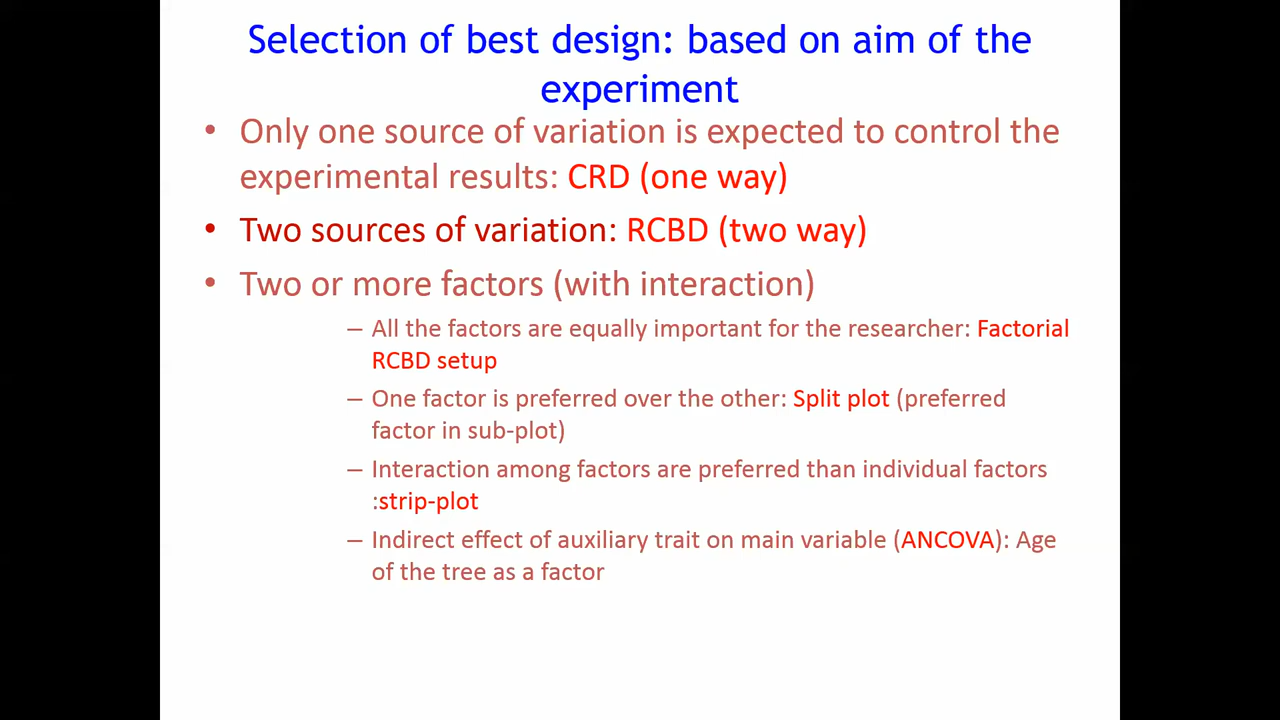 Selection of best design: based on aim of the
experiment
• Only one source of variation is expected to control the
experimental results: CRD (one way)
• Two sources of variation: RCBD (two way)
• Two or more factors (with interaction)
– All the factors are equally important for the researcher: Factorial
RCBD setup
– One factor is preferred over the other: Split plot (preferred
factor in sub-plot)
– Interaction among factors are preferred than individual factors
:strip-plot
– Indirect effect of auxiliary trait on main variable (ANCOVA): Age
of the tree as a factor